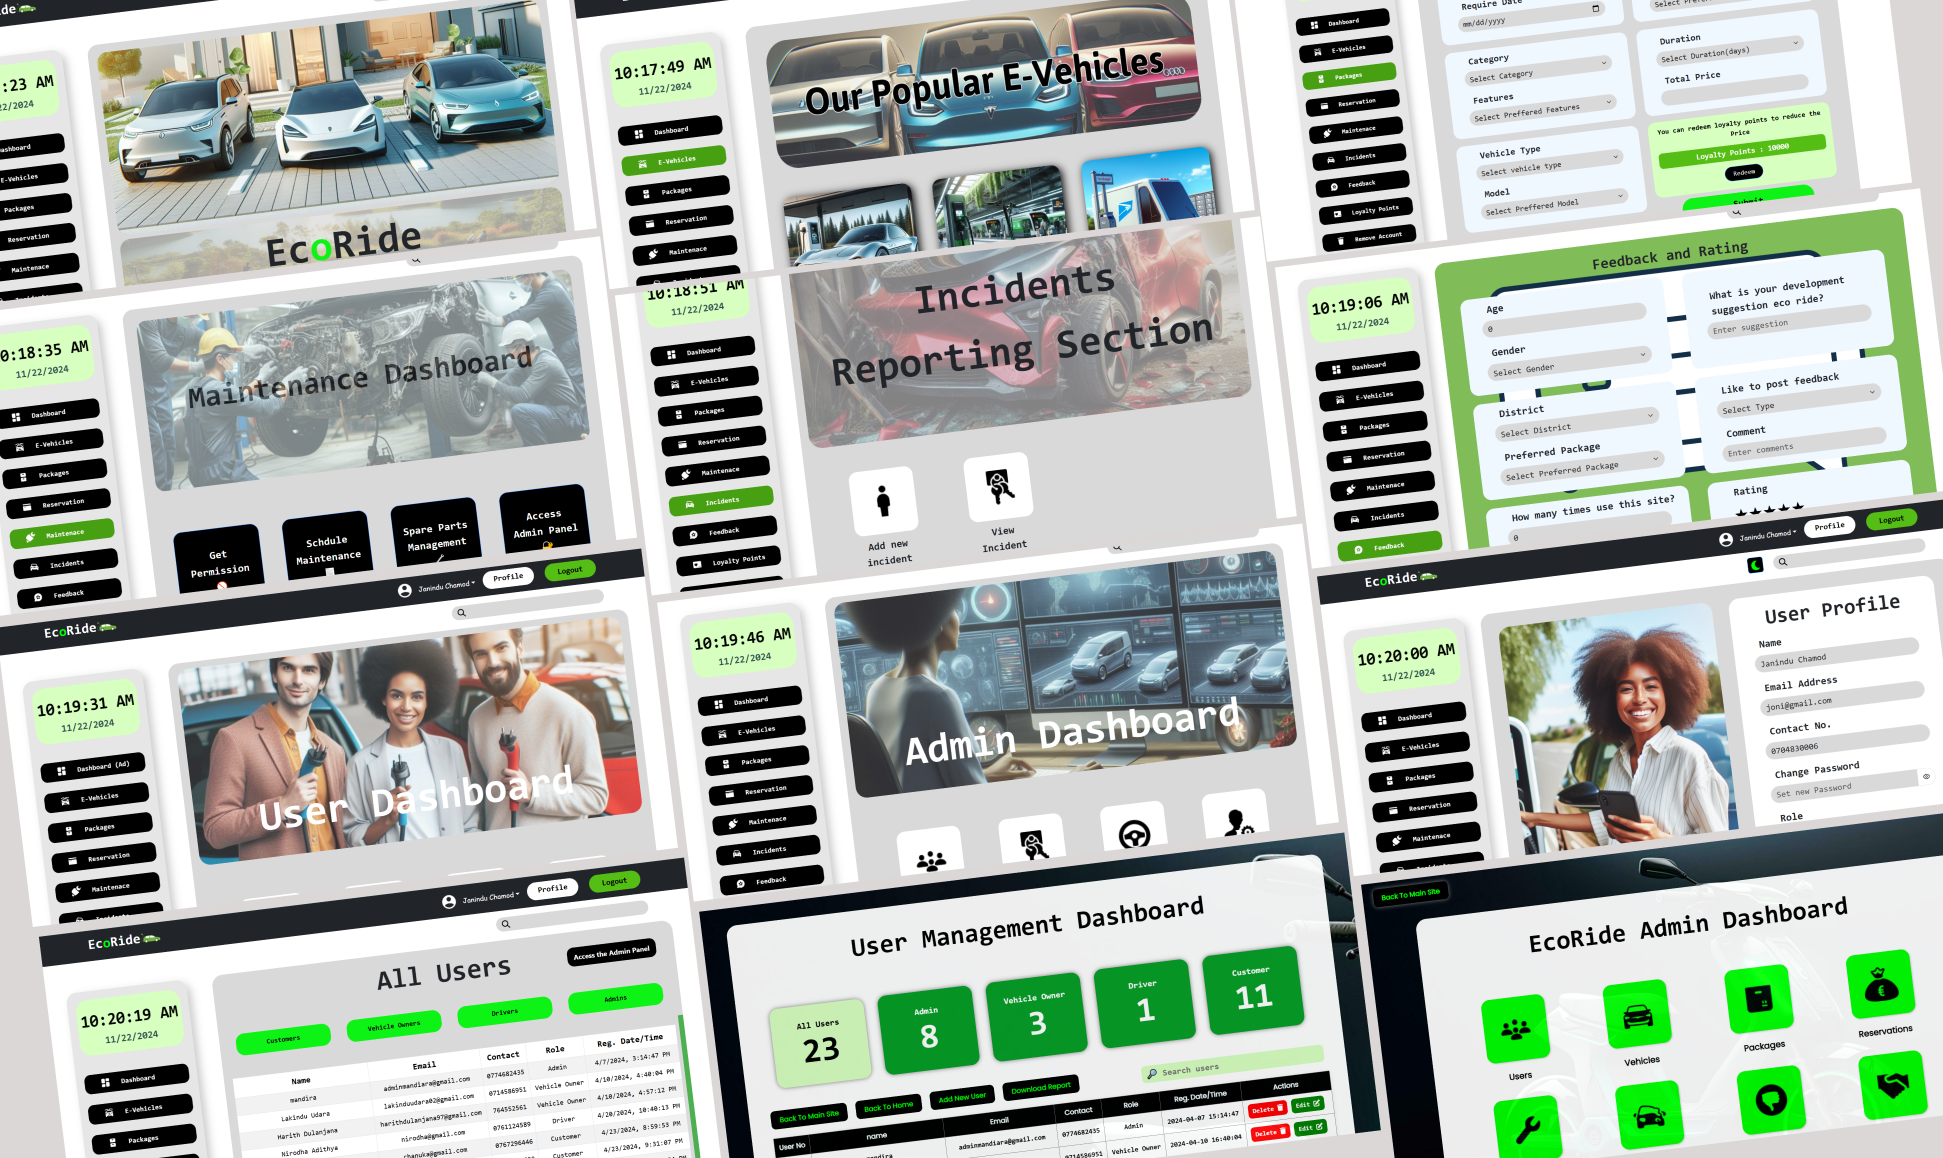 ide
:23 AM
22/2024
ashboard
E-Vehicles
Packages
Reservation
Maintenace
Incidents
EcoRide
10:17:49 AM
11/22/2024
Dashboard
E-Vehicles
Packages
Reservation
Maintenace
Our Popular E-Vehicles...
Dashboard
E-Vehicles
Packages
Reservation
Maintenace
Incidents
Feedback
Loyalty Points
Remove Account
Require Date
mm/dd/yyyy
Category
Select Category
Features
Select Preffered Features
Vehicle Type
Select vehicle type
Model
Select Preffered Model
Duration
Select Duration(days)
Total Price
You can redeem loyalty points to reduce the
Price
Loyalty Points : 10000
Redeem
Submit
0:18:35 AM
11/22/2024
Dashboard
E-Vehicles
Packages
Reservation
Maintenace
Incidents
Feedback
Maintenance Dashboard
Get
Permission
Schdule
Maintenance
Spare Parts
Management
Access
Admin Panel
10:18:51 AM
11/22/2024
Dashboard
E-Vehicles
Packages
Reservation
Maintenace
Incidents
Feedback
Loyalty Points
Incidents
Reporting Section
Add new
incident
View
Incident
10:19:06 AM
11/22/2024
Dashboard
E-Vehicles
Packages
Reservation
Maintenace
Incidents
Feedback
Feedback and Rating
Age
0
Gender
Select Gender
District
Select District
Preferred Package
Select Preferred Package
How many times use this site?
0
What is your development
suggestion eco ride?
Enter suggestion
Like to post feedback
Select Type
Comment
Enter comments
Rating
EcoRide
Janindu Chamod
Profile
Logout
10:19:31 AM
11/22/2024
Dashboard (Ad)
E-Vehicles
Packages
Reservation
Maintenace
Incidents
User Dashboard
10:19:46 AM
11/22/2024
Dashboard
E-Vehicles
Packages
Reservation
Maintenace
Incidents
Feedback
Admin Dashboard
EcoRide
Janindu Chamod
Profile
Logout
10:20:00 AM
11/22/2024
Dashboard
E-Vehicles
Packages
Reservation
Maintenace
User Profile
Name
Janindu Chamod
Email Address
joni@gmail.com
Contact No.
0704830006
Change Password
Set new Password
Role
EcoRide
Janindu Chamod
Profile
Logout
10:20:19 AM
11/22/2024
Dashboard
E-Vehicles
Packages
All Users
Access the Admin Panel
Customers
Vehicle Owners
Drivers
Admins
Name Email Contact Role Reg. Date/Time
mandira adminmandiara@gmail.com 0774682435 Admin 4/7/2024, 3:14:47 PM
Lakindu Udara lakinduudara02@gmail.com 0714586951 Vehicle Owner 4/10/2024, 4:40:04 PM
Harith Dulanjana harithdulanjana97@gmail.com 764552561 Vehicle Owner 4/10/2024, 4:57:12 PM
Nirodha Adithya nirodha@gmail.com 0761124589 Driver 4/20/2024, 10:40:13 PM
chanuka@gmail.com 0767296446 Customer 4/23/2024, 8:59:53 PM
Customer 4/23/2024, 9:31:07 PM
User Management Dashboard
All Users
23
Admin
8
Vehicle Owner
3
Driver
1
Customer
11
Search users
Back To Main Site
Back To Home
Add New User
Download Report
User No name Email Contact Role Reg. Date/Time Actions
mandira adminmandiara@gmail.com 0774682435 Admin 2024-04-07 15:14:47 Delete Edit
0714586951 Vehicle Owner 2024-04-10 16:40:04 Delete Edit
Back To Main Site
EcoRide Admin Dashboard
Users
Vehicles
Packages
Reservations